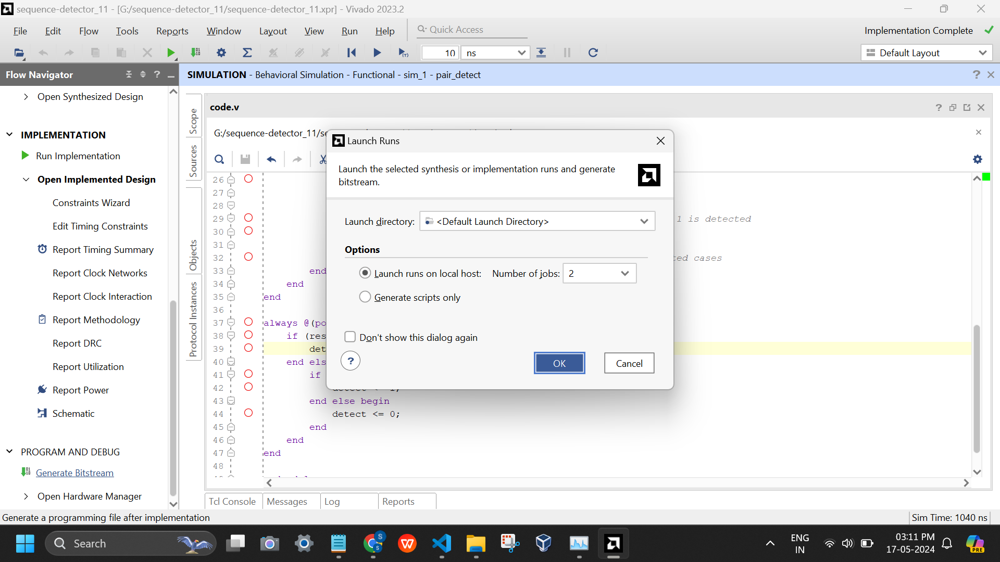 sequence-detector_11 - [G:/sequence-detector_11/sequence-detector_11.xpr] - Vivado 2023.2
File Edit Flow Tools Reports Window Layout View Run Help Quick Access Implementation Complete
10 ns Default Layout
Flow Navigator
SIMULATION - Behavioral Simulation - Functional - sim_1 - pair_detect
Open Synthesized Design
IMPLEMENTATION
Run Implementation
Open Implemented Design
Constraints Wizard
Edit Timing Constraints
Report Timing Summary
Report Clock Networks
Report Clock Interaction
Report Methodology
Report DRC
Report Utilization
Report Power
Schematic
PROGRAM AND DEBUG
Generate Bitstream
Open Hardware Manager
Scope
Sources
Objects
Protocol Instances
code.v
G:/sequence-detector_11/se
26
27
28
29 1 is detected
30
31
32 ted cases
33 end
34 end
35 end
36
37 always @(po
38 if (res
39 det
40 end els
41 if
42
43 end else begin
44 detect <= 0;
45 end
46 end
47 end
48
Launch Runs
Launch the selected synthesis or implementation runs and generate
bitstream.
Launch directory: <Default Launch Directory>
Options
Launch runs on local host: Number of jobs: 2
Generate scripts only
Don't show this dialog again
? OK Cancel
Tcl Console Messages Log Reports
Generate a programming file after implementation
Sim Time: 1040 ns
Search
ENG
IN
03:11 PM
17-05-2024
PRE